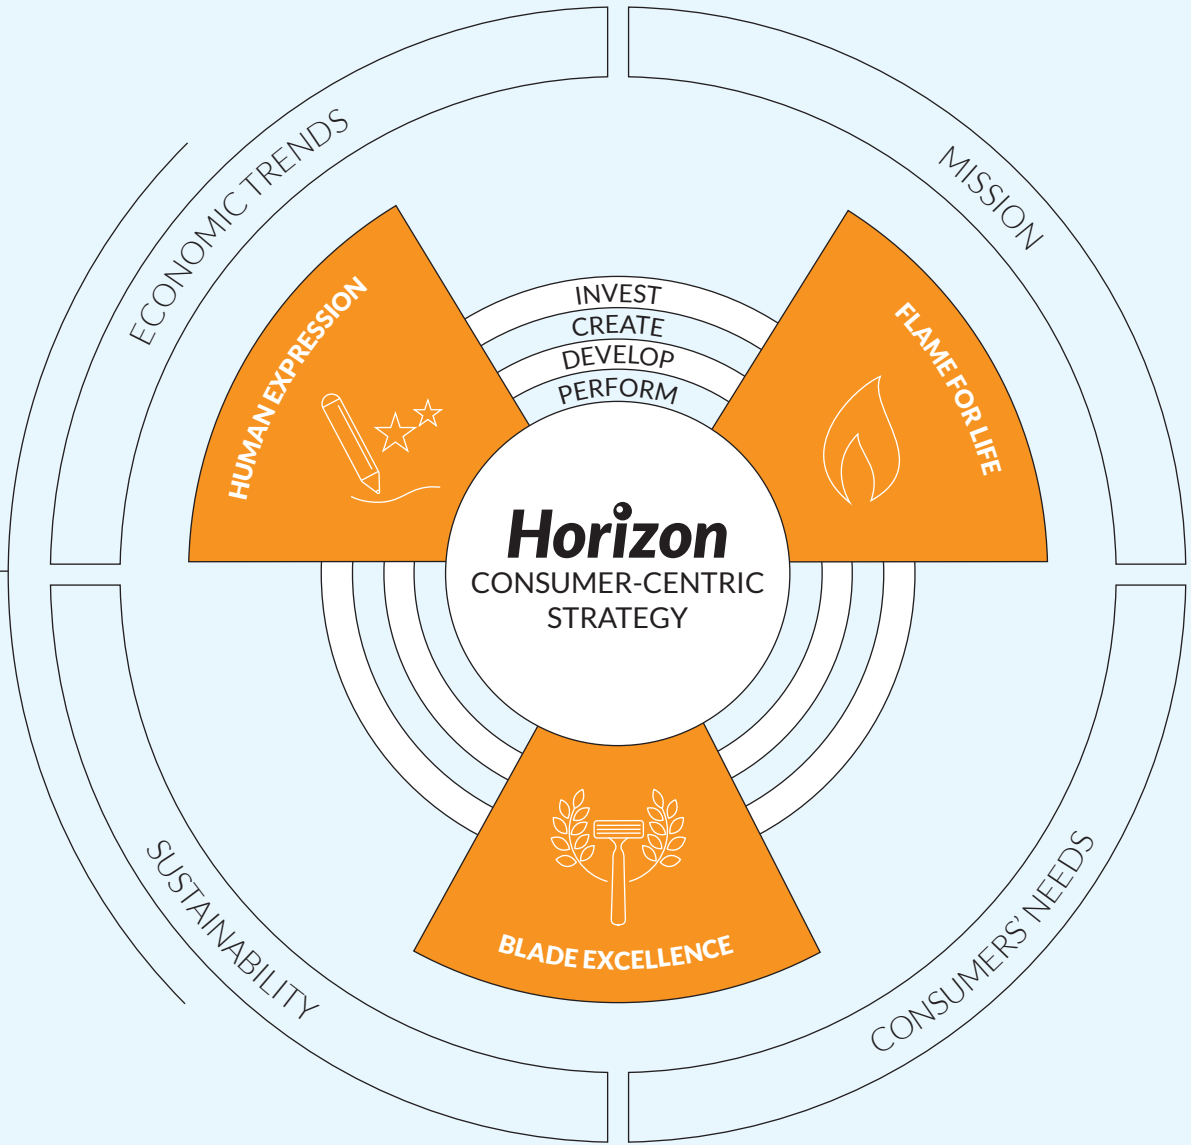 ECONOMIC TRENDS
MISSION
HUMAN EXPRESSION
FLAME FOR LIFE
INVEST
CREATE
DEVELOP
PERFORM
Horizon
CONSUMER-CENTRIC
STRATEGY
BLADE EXCELLENCE
SUSTAINABILITY
CONSUMERS' NEEDS